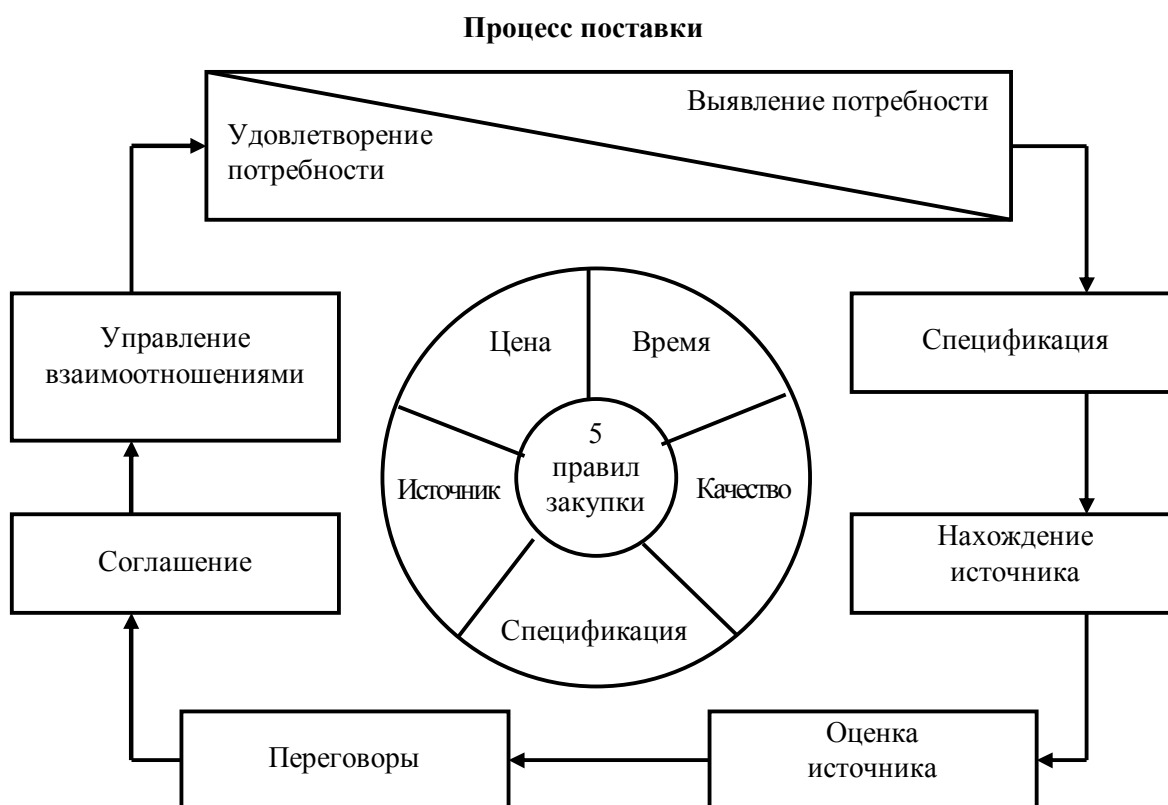 Процесс поставки
Выявление потребности
Удовлетворение
потребности
Управление
взаимоотношениями
Цена
Время
Спецификация
5
правил
закупки
Источник
Качество
Соглашение
Нахождение
источника
Спецификация
Переговоры
Оценка
источника